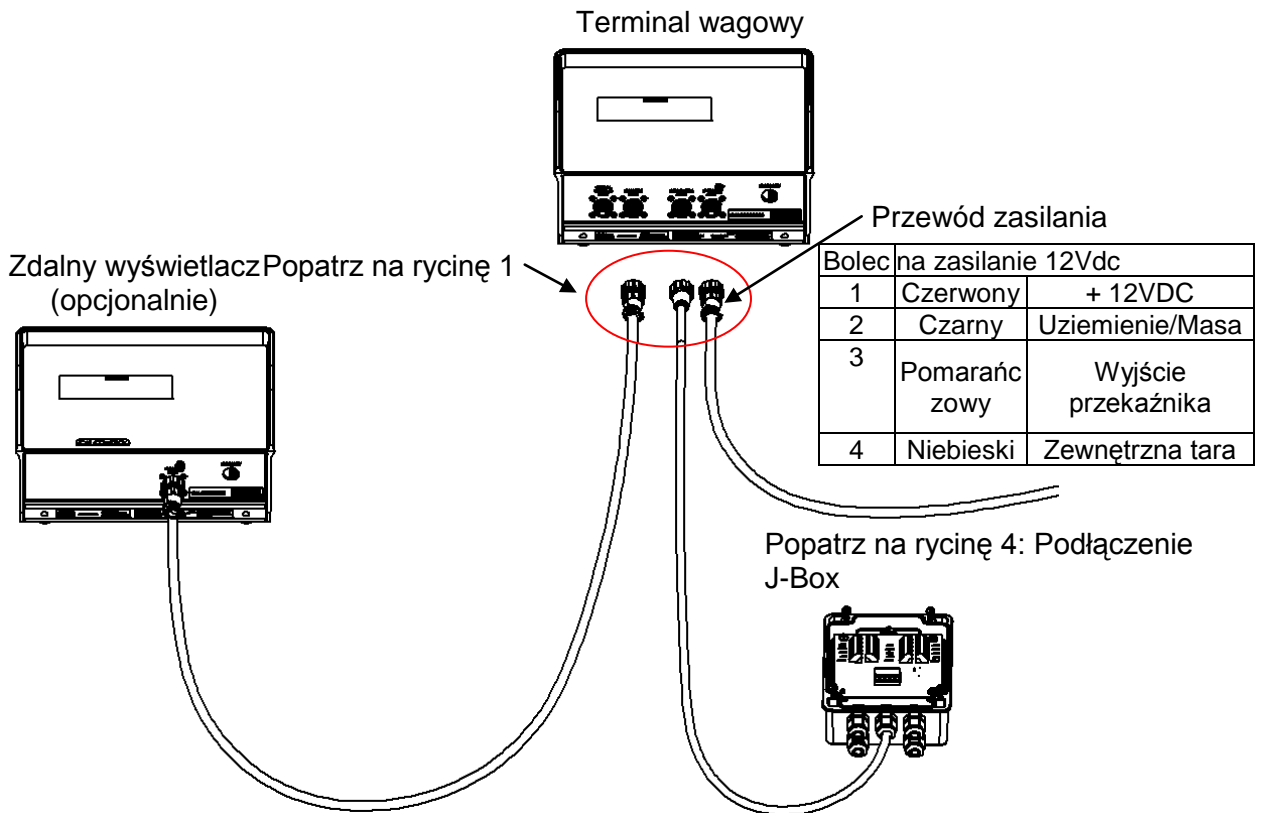 Terminal wagowy
Przewód zasilania
Zdalny wyświetlacz
(opcjonalnie)
Popatrz na rycinę 1
Bolec na zasilanie 12Vdc
1 Czerwony + 12VDC
2 Czarny Uziemienie/Masa
3 Pomarańc
zowy
Wyjście
przekaźnika
4 Niebieski Zewnętrzna tara
Popatrz na rycinę 4: Podłączenie
J-Box